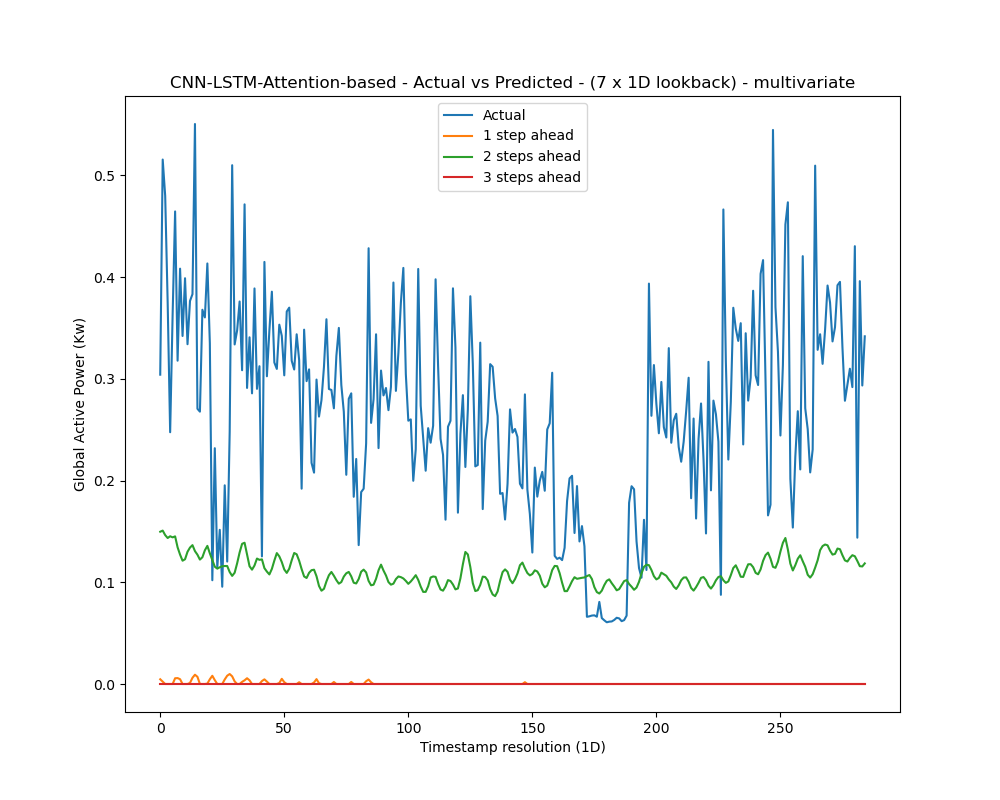 CNN-LSTM-Attention-based - Actual vs Predicted - (7 x 1D lookback) - multivariate
Actual
1 step ahead
2 steps ahead
3 steps ahead
Global Active Power (Kw)
0.5
0.4
0.3
0.2
0.1
0.0
0 50 100 150 200 250
Timestamp resolution (1D)